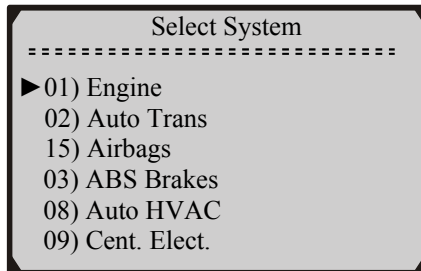 Select System
==============================
►01) Engine
02) Auto Trans
15) Airbags
03) ABS Brakes
08) Auto HVAC
09) Cent. Elect.